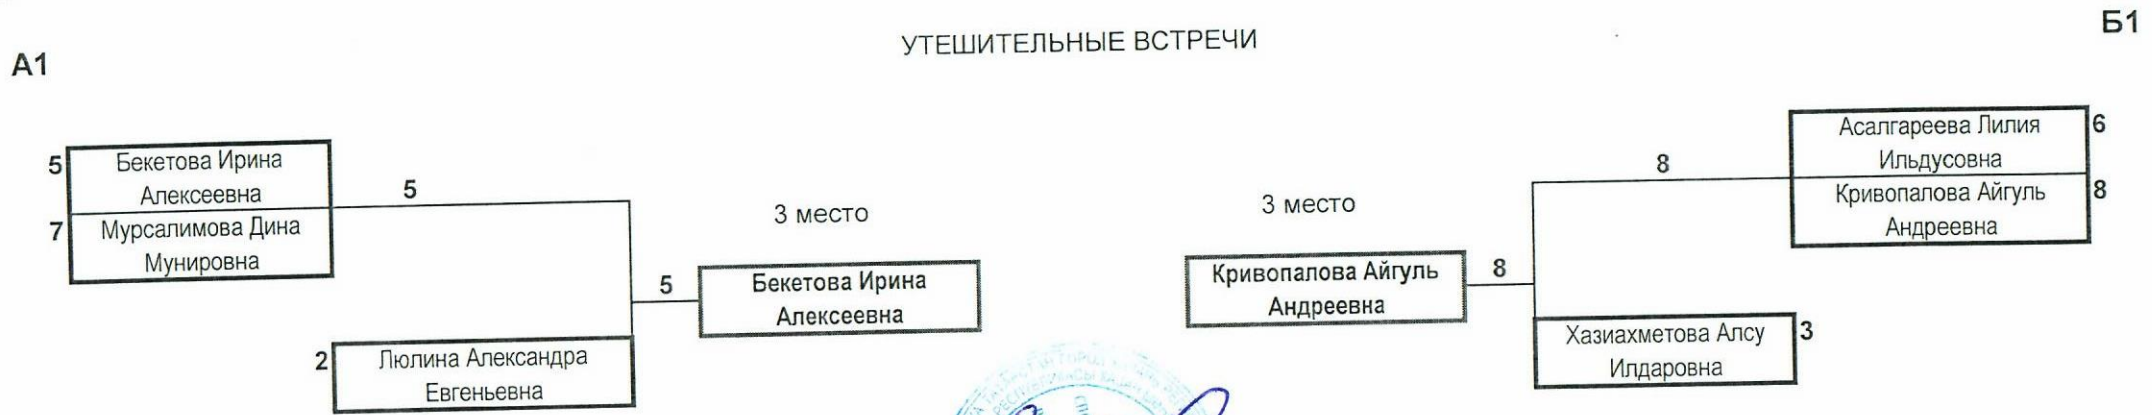 УТЕШИТЕЛЬНЫЕ ВСТРЕЧИ
А1
Б1
5 Бекетова Ирина
Алексеевна
7 Мурсалимова Дина
Мунировна
5
2 Люлина Александра
Евгеньевна
3 место
5 Бекетова Ирина
Алексеевна
3 место
Кривопалова Айгуль 8
Андреевна
8
Асалгареева Лилия 6
Ильдусовна
Кривопалова Айгуль 8
Андреевна
Хазиахметова Алсу 3
Илдаровна